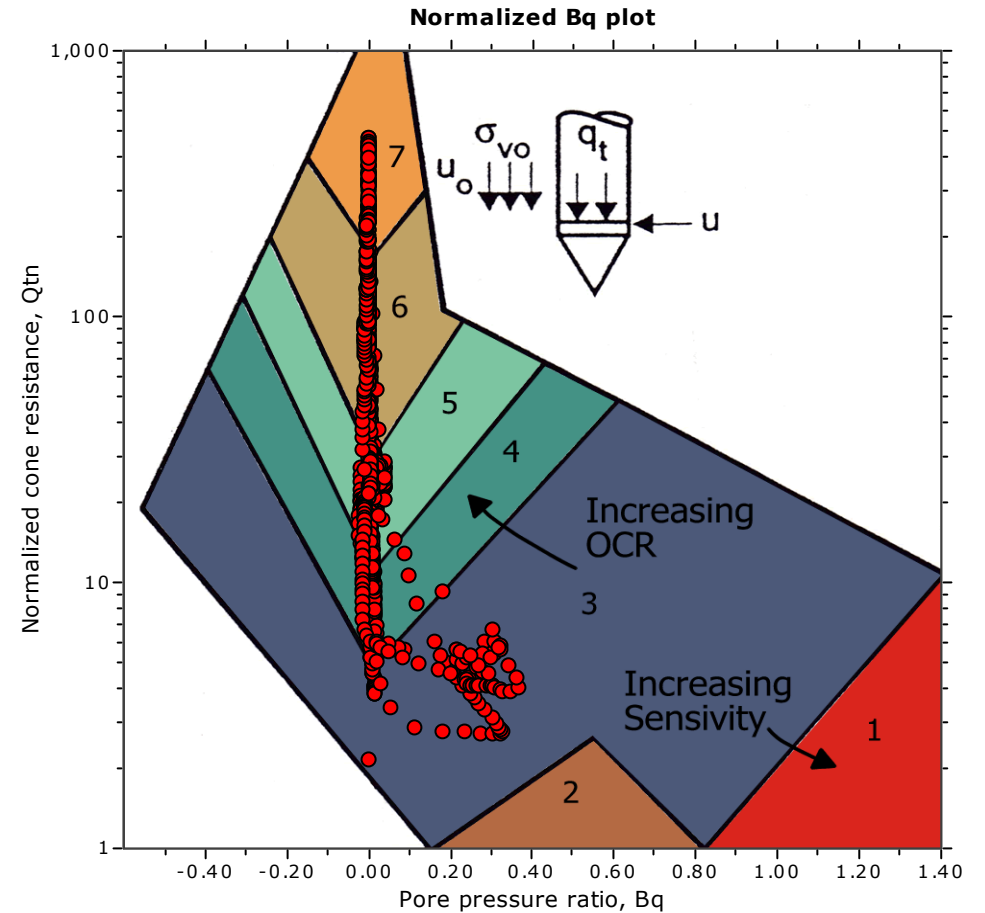 Normalized Bq plot
1,000
100
10
1
Normalized cone resistance, Qtn
7
6
5
4
3
2
1
σvo
uo
qt
u
Increasing
OCR
Increasing
Sensivity
-0.40 -0.20 0.00 0.20 0.40 0.60 0.80 1.00 1.20 1.40
Pore pressure ratio, Bq